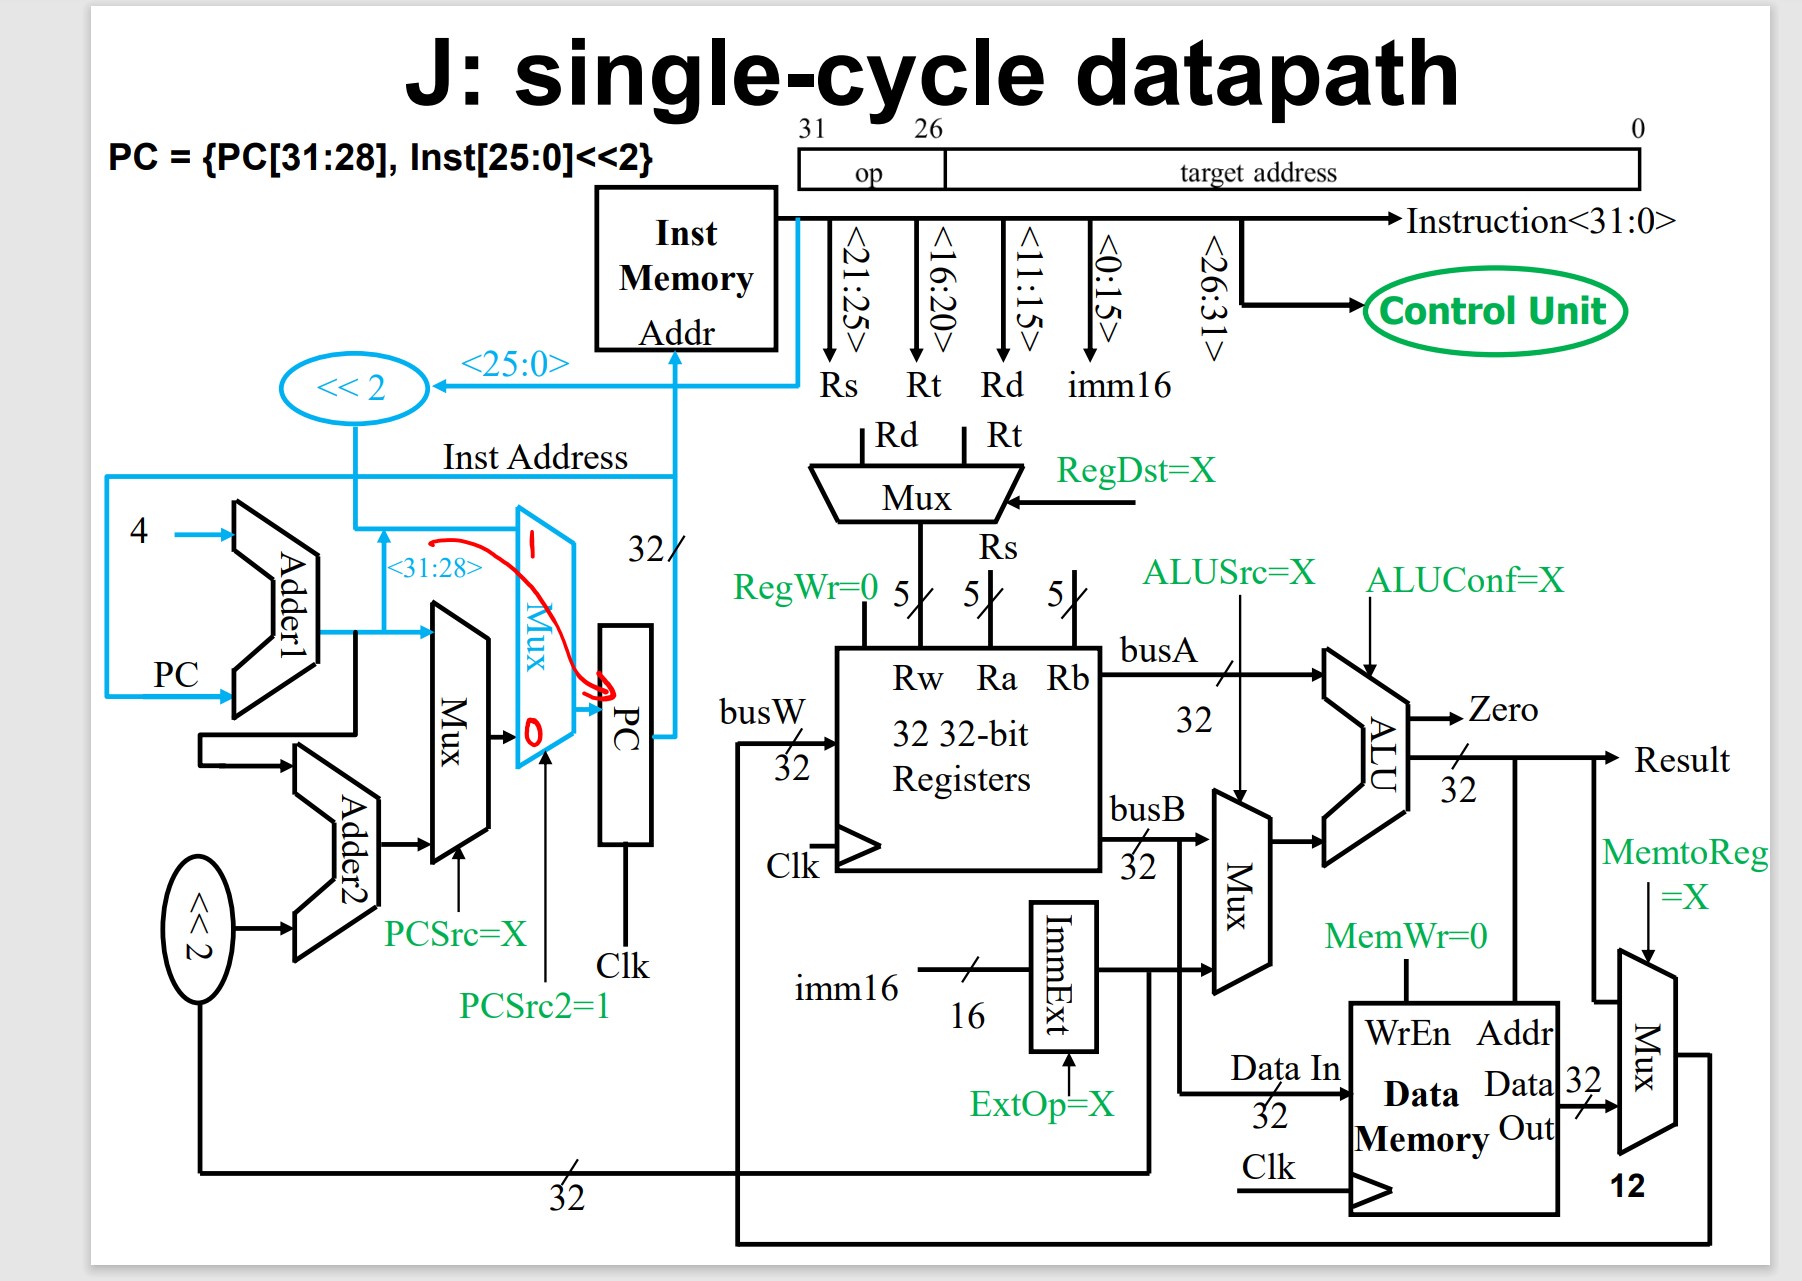 J: single-cycle datapath
PC = {PC[31:28], Inst[25:0]<<2}
31 26 0
op target address
Inst
Memory
Addr
Instruction<31:0>
<21:25>
<16:20>
<11:15>
<0:15>
<26:31>
Control Unit
<25:0>
<< 2
Rs Rt Rd imm16
Rd Rt
Mux
RegDst=X
Inst Address
4
Adder1
<31:28>
PC
1
Mux
0
Mux
PC
32
Clk
<< 2
Adder2
PCSrc=X
PCSrc2=1
32
Rs
RegWr=0
5
5
5
ALUSrc=X
ALUConf=X
busA
32
Rw Ra Rb
32 32-bit
Registers
busW
32
Clk
busB
32
Mux
ALU
Zero
32
Result
imm16
16
ImmExt
ExtOp=X
MemtoReg
=X
MemWr=0
WrEn Addr
Data In
32
Data
Memory
Data
Out
32
Mux
Clk
12